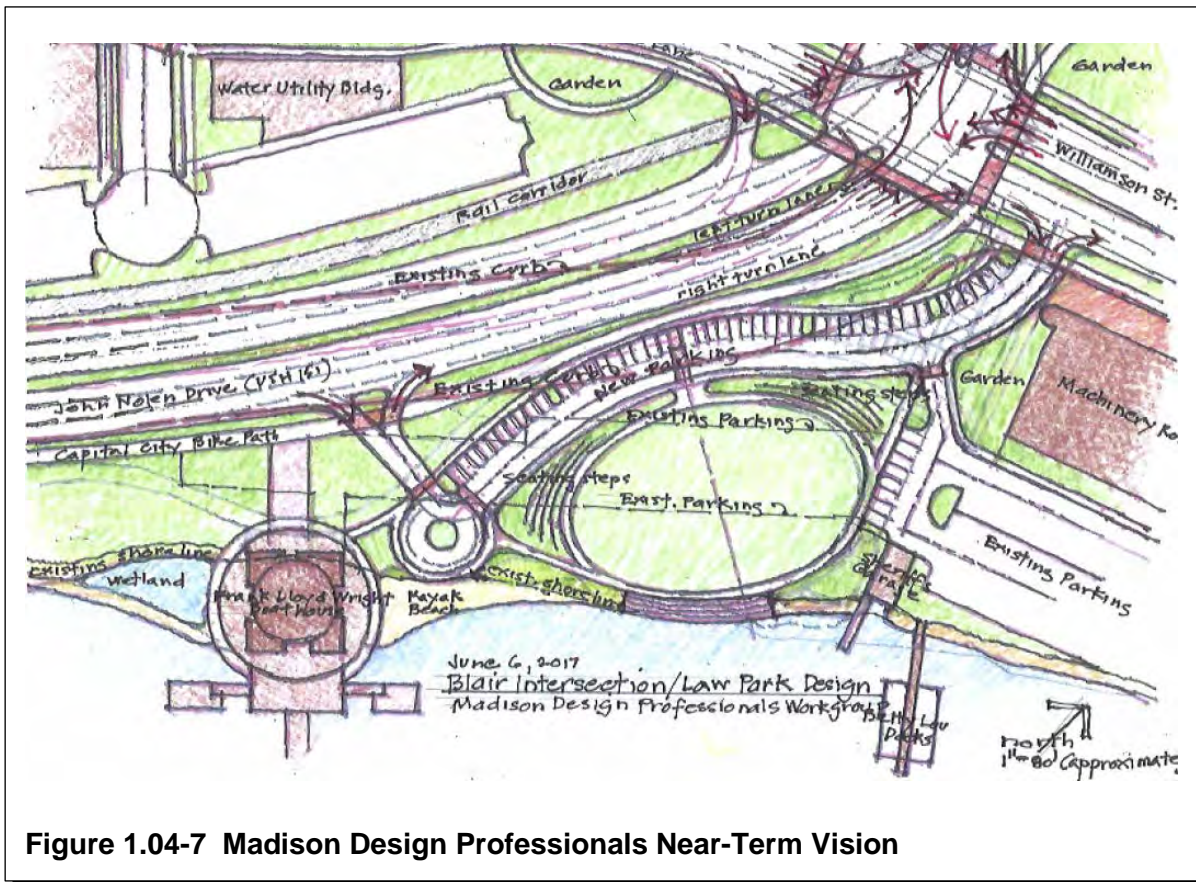 Lane
Water Utility Bldg.
Garden
Garden
Williamson St.
Rail Corridor
left turn lanes
Existing Curb
right turn lane
John Nolen Drive (USH 151)
Existing Curb
New Parking
Capital City Bike Path
Seating steps
Garden
Machinery Row
Existing Parking
Seating steps
Exist. Parking
Existing Parking
Sheriff's
Garage
Existing shoreline
Wetland
Frank Lloyd Wright
Boat House
Kayak
Beach
exist. shoreline
June 6, 2017
Blair Intersection/Law Park Design
Madison Design Professionals Workgroup
Betty Lou
Docks
north
1"=80' (approximate
Figure 1.04-7 Madison Design Professionals Near-Term Vision